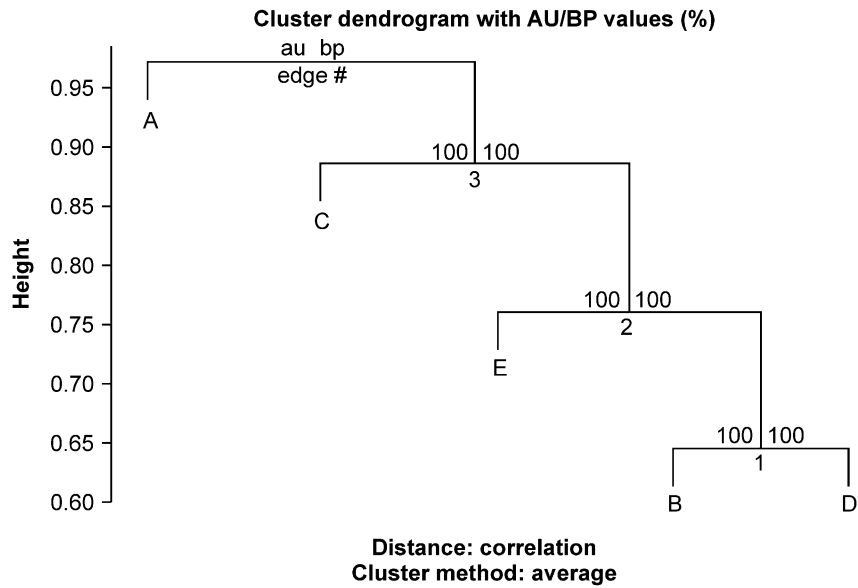 Cluster dendrogram with AU/BP values (%)
au bp
edge #
0.95
A
0.90
100 100
3
0.85
C
0.80
Height
100 100
2
0.75
E
0.70
0.65
100 100
1
0.60
B
D
Distance: correlation
Cluster method: average